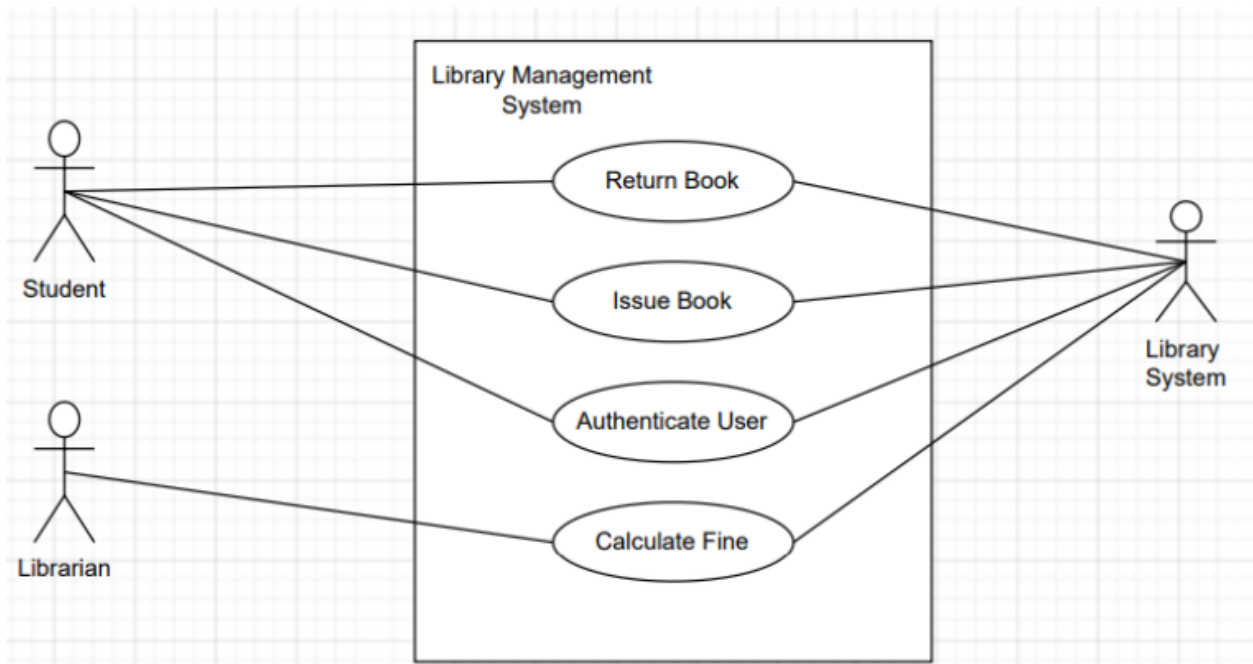 Library Management
System
Return Book
Student
Issue Book
Library
System
Authenticate User
Librarian
Calculate Fine